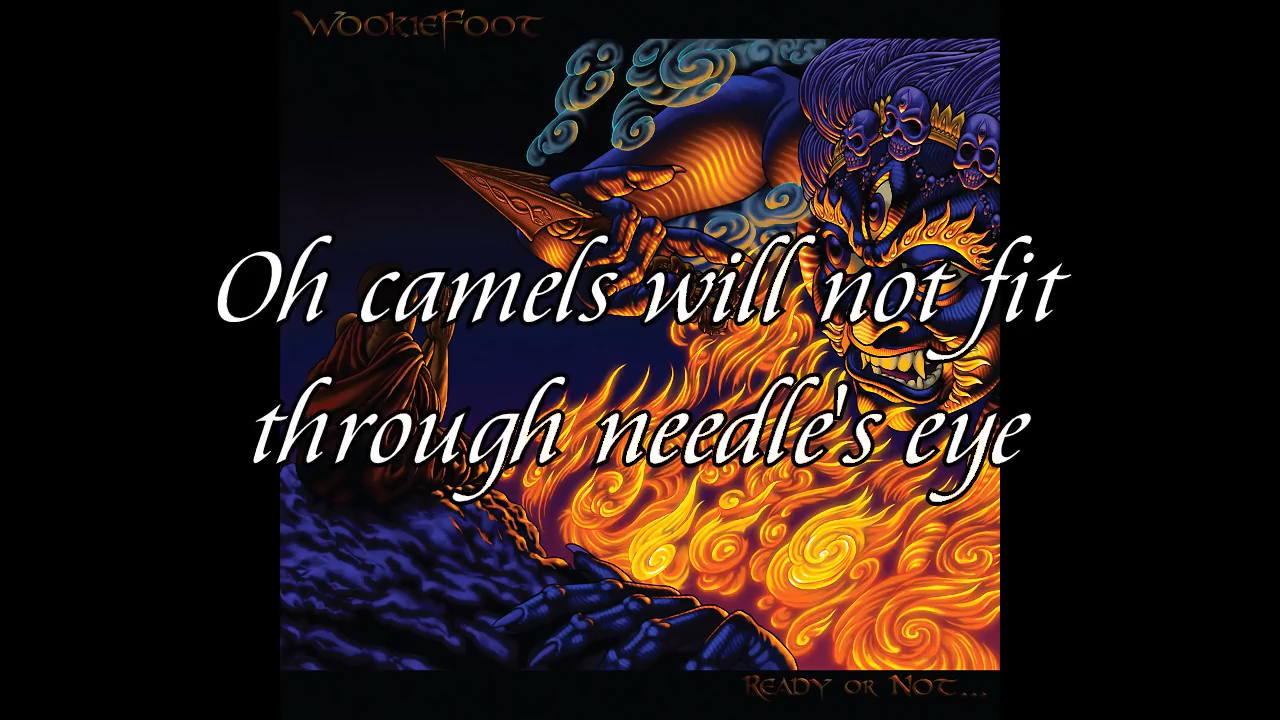 WookieFoot
Oh camels will not fit
through needle's eye
Ready or Not...